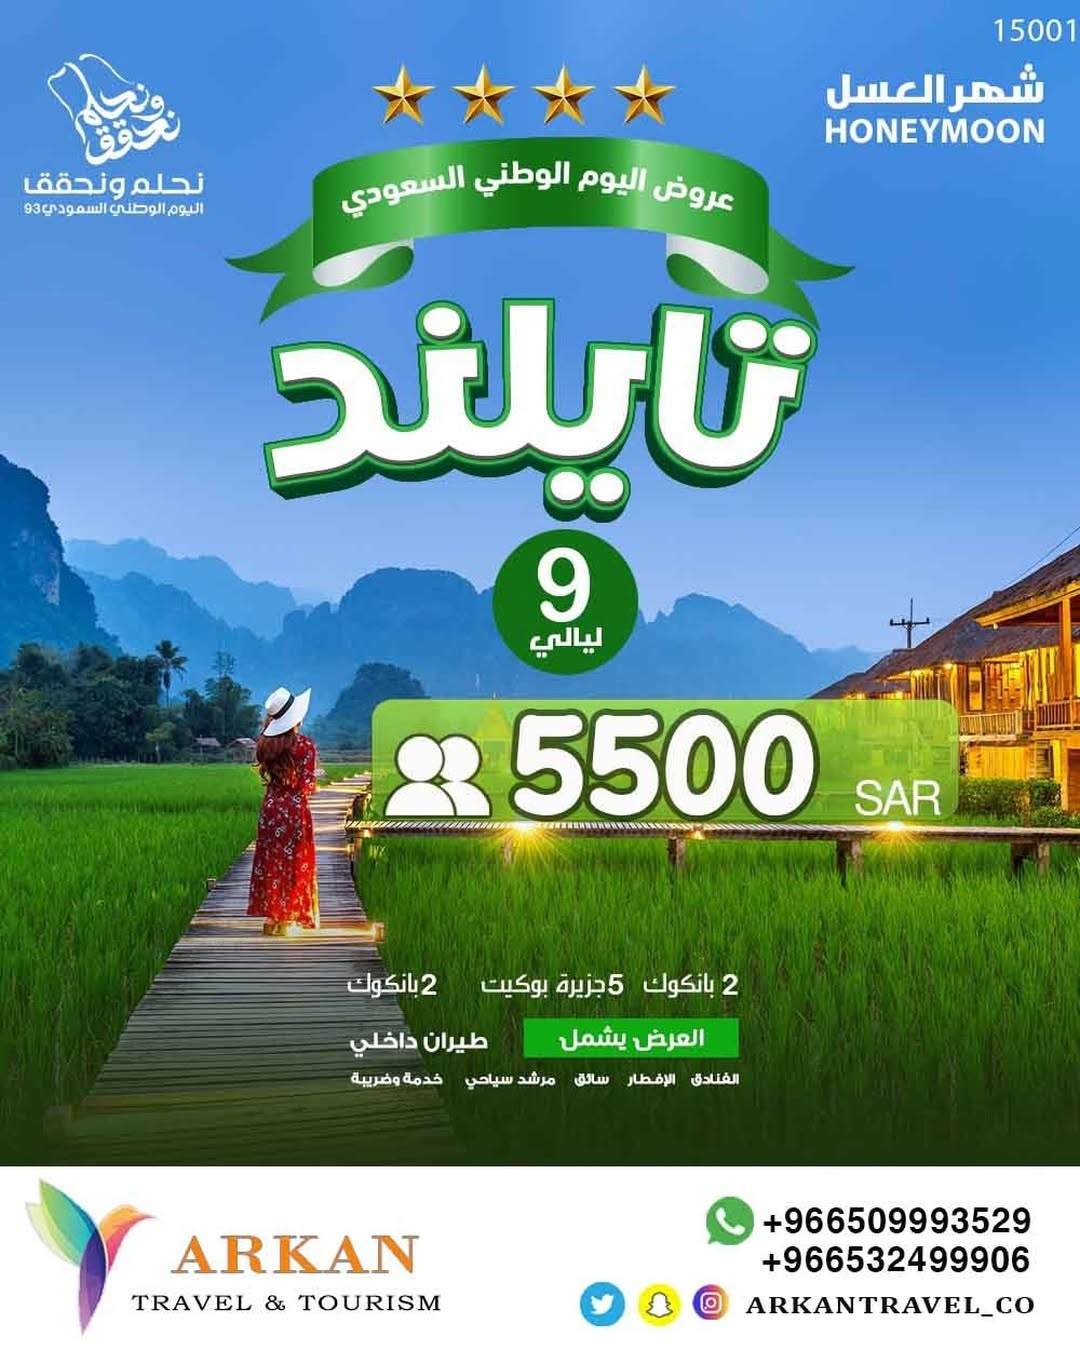 15001
شهر العسل
HONEYMOON
ونحلم
نحقق
نحلم ونحقق
اليوم الوطني السعودي93
عروض اليوم الوطني السعودي
تايلند
9
ليالي
5500 SAR
2 بانكوك 5جزيرة بوكيت 2بانكوك
العرض يشمل طيران داخلي
الفنادق الإفطار سائق مرشد سياحي خدمة وضريبة
ARKAN
TRAVEL & TOURISM
+966509993529
+966532499906
ARKANTRAVEL_CO